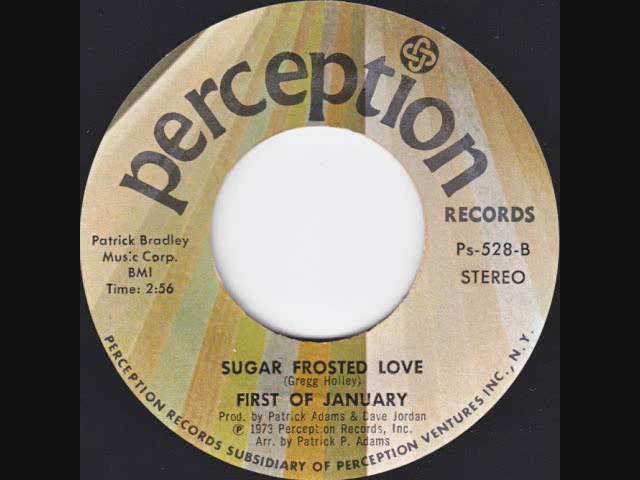 perception
RECORDS
Patrick Bradley
Music Corp.
BMI
Time: 2:56
Ps-528-B
STEREO
SUGAR FROSTED LOVE
(Gregg Holley)
FIRST OF JANUARY
Prod. by Patrick Adams & Dave Jordan
℗ 1973 Perception Records, Inc.
Arr. by Patrick P. Adams
PERCEPTION RECORDS SUBSIDIARY OF PERCEPTION VENTURES INC., N.Y.